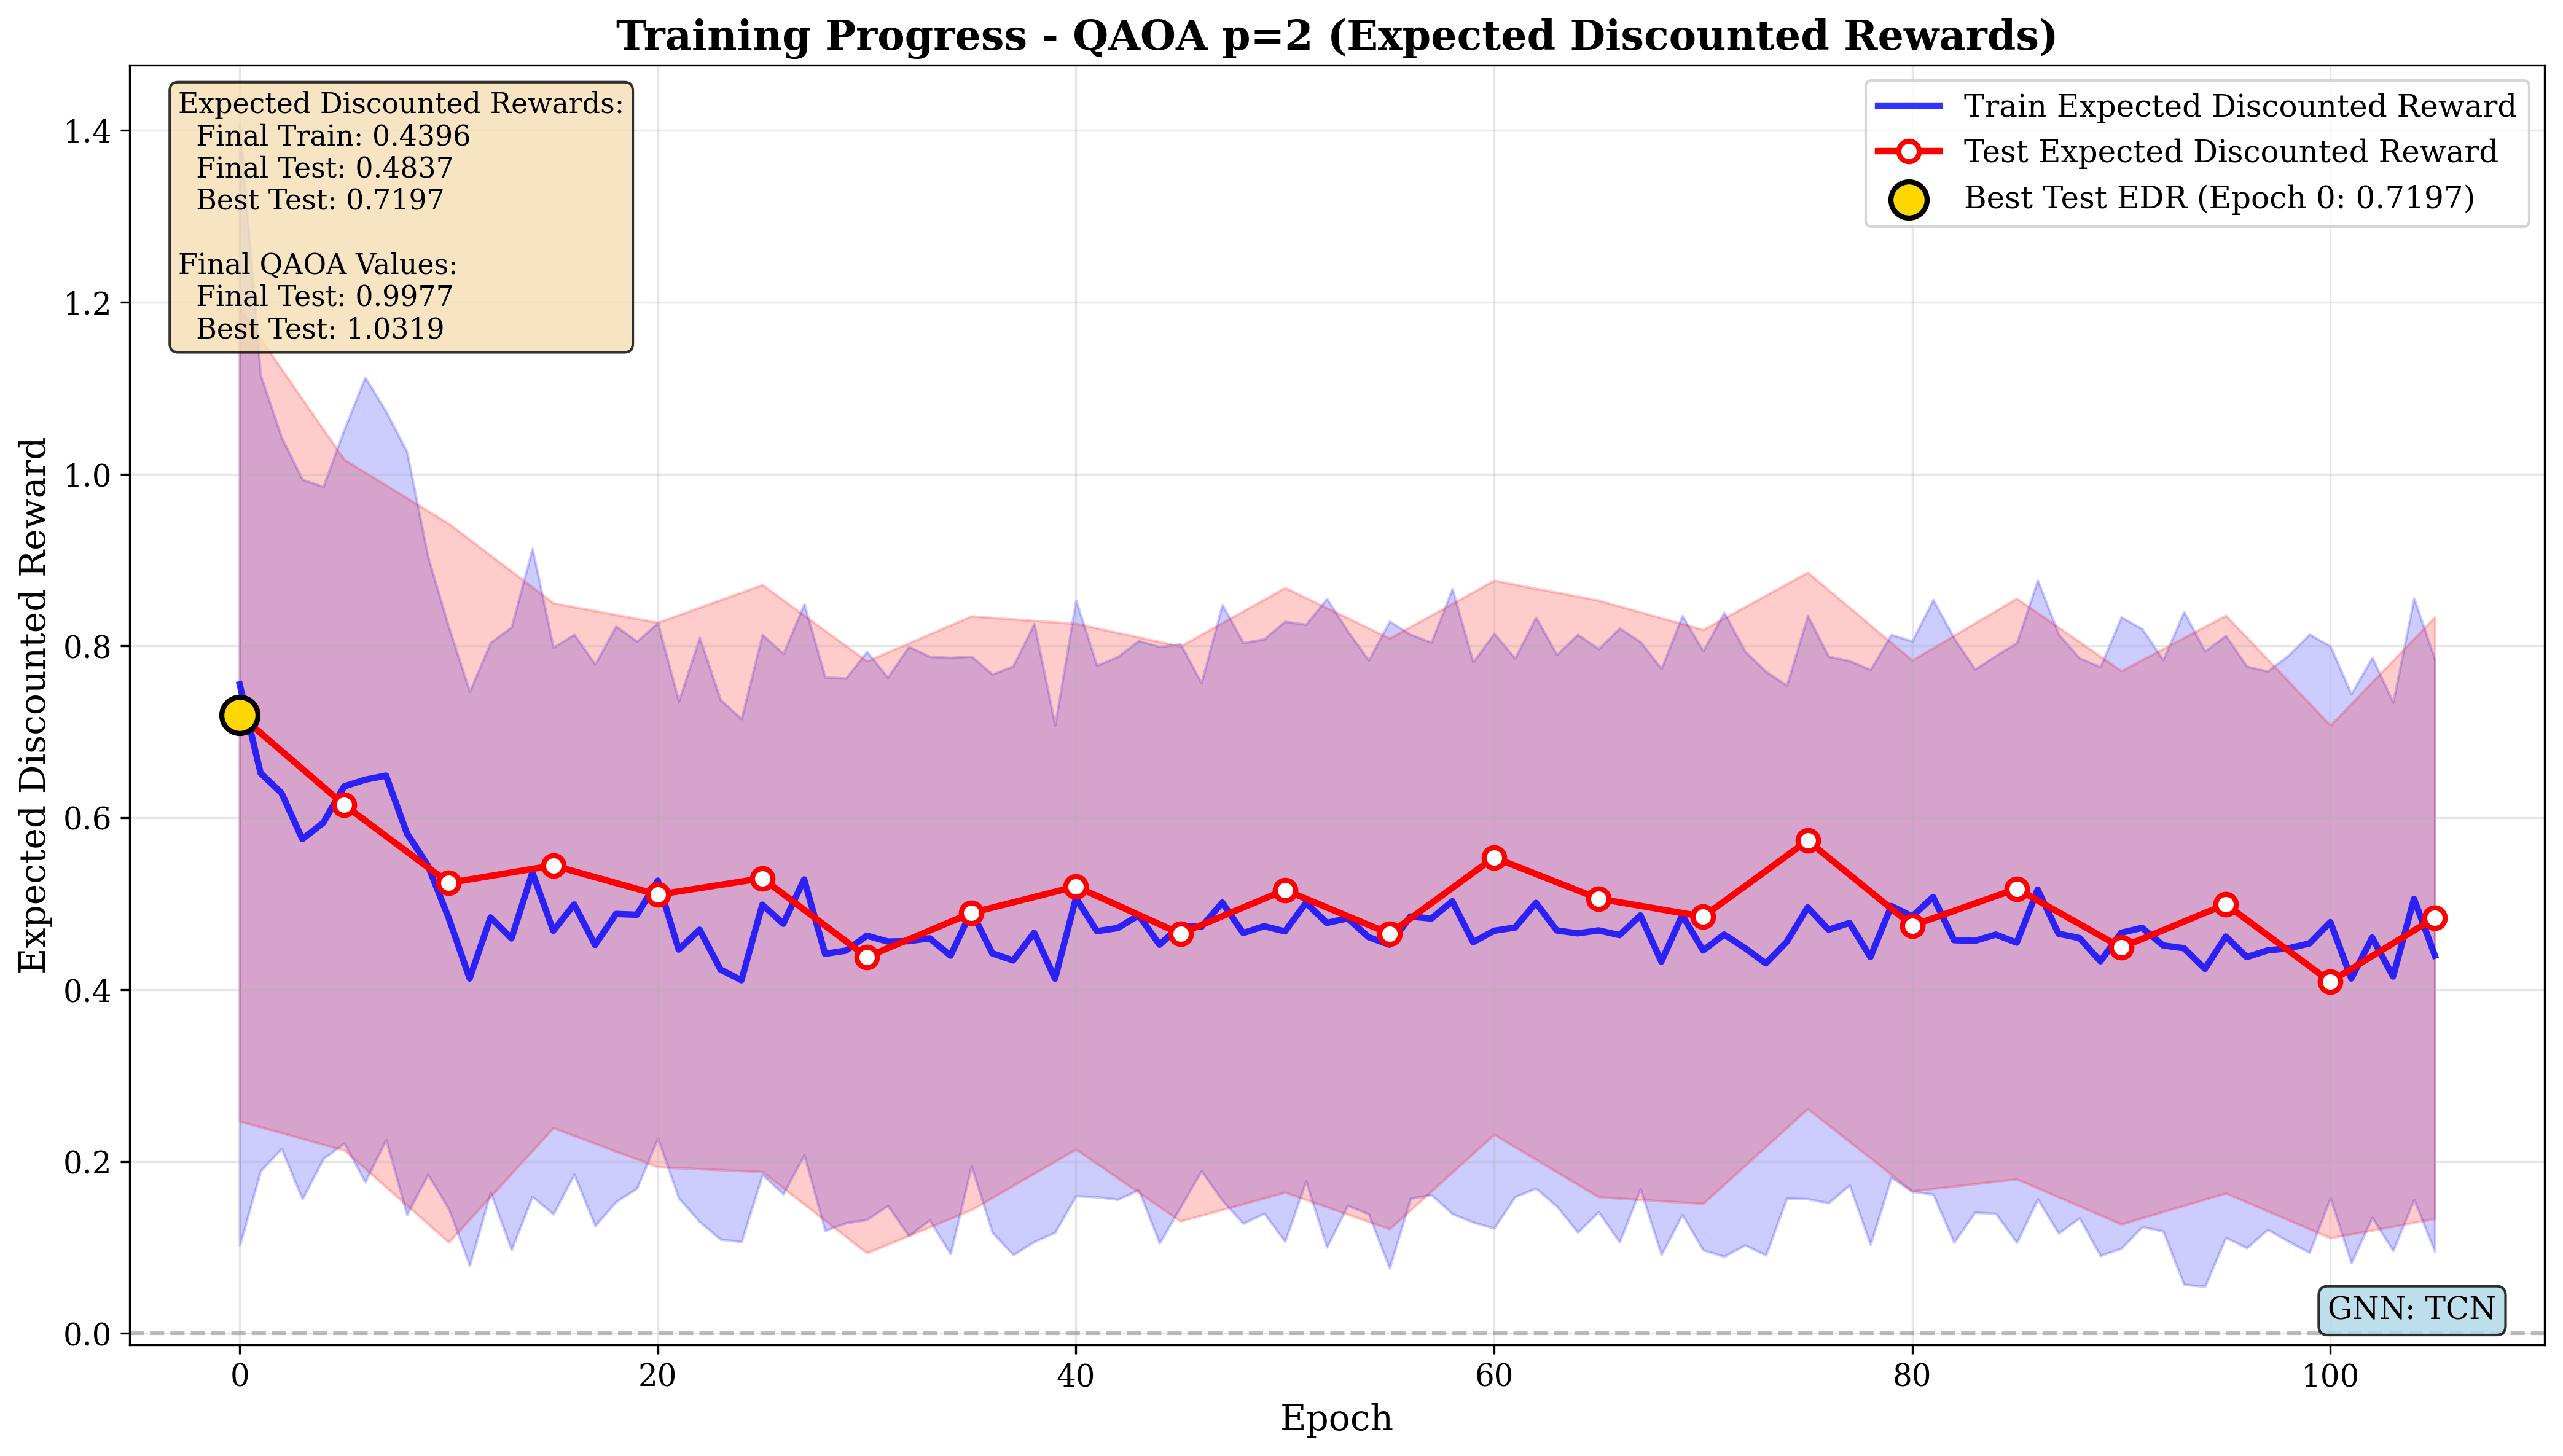 Training Progress - QAOA p=2 (Expected Discounted Rewards)
Expected Discounted Rewards:
Final Train: 0.4396
Final Test: 0.4837
Best Test: 0.7197
Final QAOA Values:
Final Test: 0.9977
Best Test: 1.0319
Train Expected Discounted Reward
Test Expected Discounted Reward
Best Test EDR (Epoch 0: 0.7197)
Expected Discounted Reward
1.4
1.2
1.0
0.8
0.6
0.4
0.2
0.0
GNN: TCN
0 20 40 60 80 100
Epoch